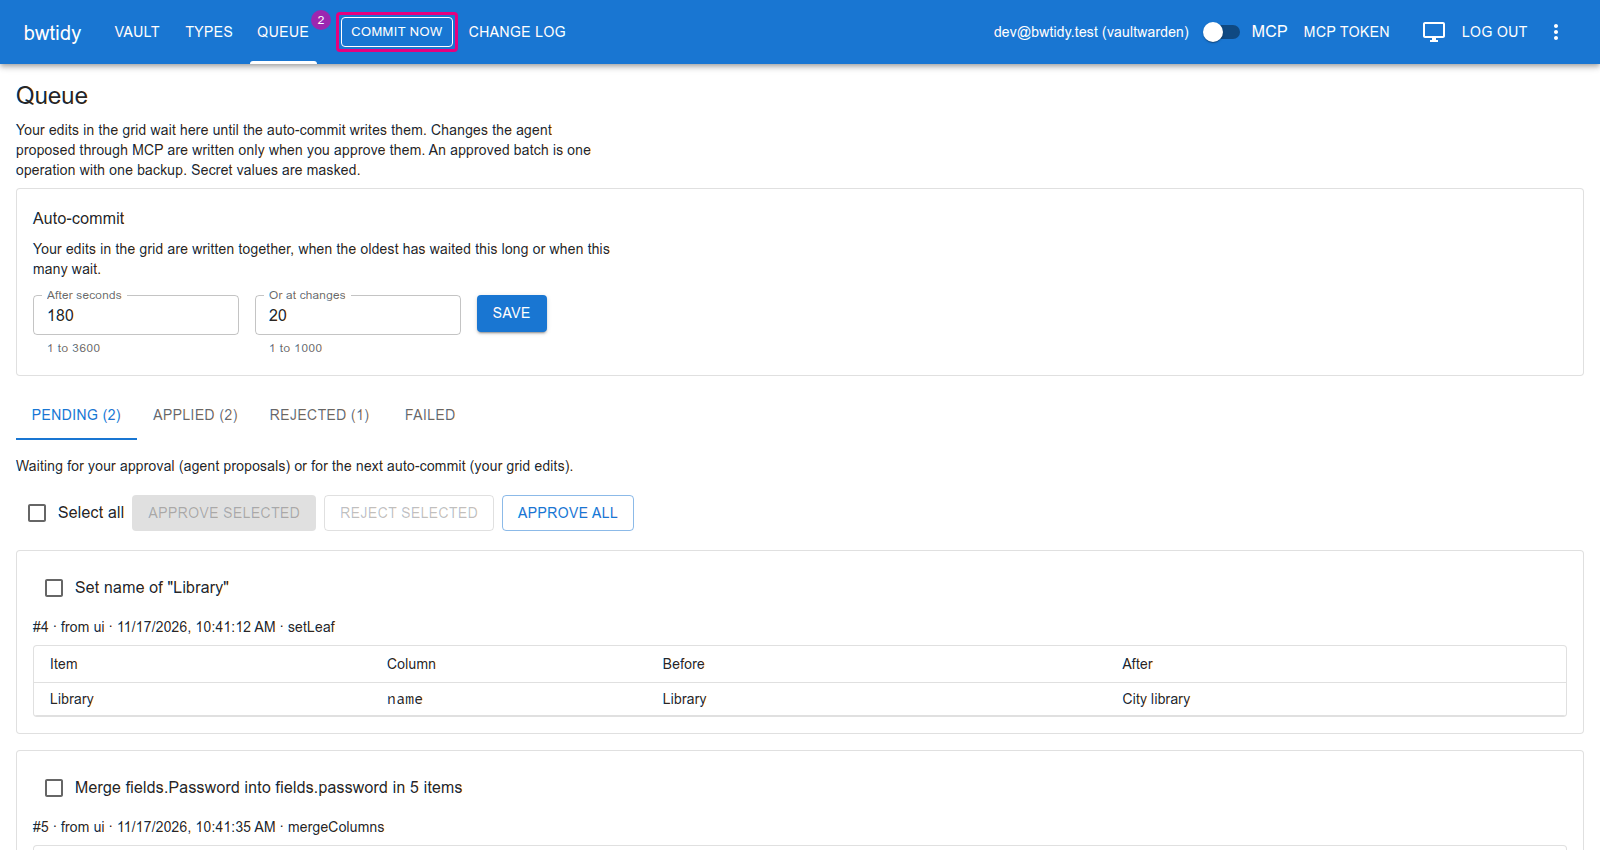 bwtidy
VAULT
TYPES
QUEUE
2
COMMIT NOW
CHANGE LOG
dev@bwtidy.test (vaultwarden)
MCP
MCP TOKEN
LOG OUT
Queue
Your edits in the grid wait here until the auto-commit writes them. Changes the agent
proposed through MCP are written only when you approve them. An approved batch is one
operation with one backup. Secret values are masked.
Auto-commit
Your edits in the grid are written together, when the oldest has waited this long or when this
many wait.
After seconds
180
1 to 3600
Or at changes
20
1 to 1000
SAVE
PENDING (2)
APPLIED (2)
REJECTED (1)
FAILED
Waiting for your approval (agent proposals) or for the next auto-commit (your grid edits).
Select all
APPROVE SELECTED
REJECT SELECTED
APPROVE ALL
Set name of "Library"
#4 · from ui · 11/17/2026, 10:41:12 AM · setLeaf
Item Column Before After
Library name Library City library
Merge fields.Password into fields.password in 5 items
#5 · from ui · 11/17/2026, 10:41:35 AM · mergeColumns